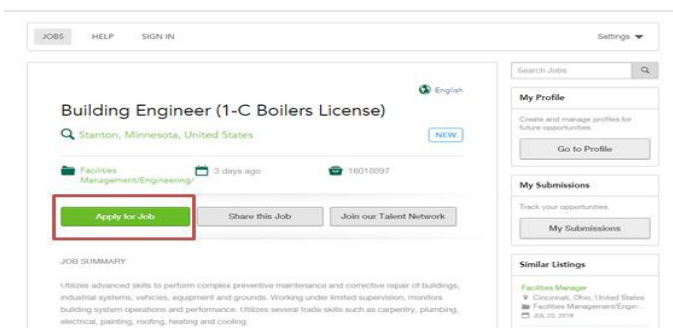 JOBS HELP SIGN IN Settings
Search Jobs
English
Building Engineer (1-C Boilers License)
Stanton, Minnesota, United States
NEW
Facilities
Management/Engineering/
3 days ago
16010897
Apply for Job
Share this Job
Join our Talent Network
JOB SUMMARY
Utilizes advanced skills to perform complex preventive maintenance and corrective repair of buildings,
industrial systems, vehicles, equipment and grounds. Working under limited supervision, monitors
building system operations and performance. Utilizes several trade skills such as carpentry, plumbing,
electrical, painting, roofing, heating and cooling.
My Profile
Create and manage profiles for
future opportunities.
Go to Profile
My Submissions
Track your opportunities.
My Submissions
Similar Listings
Facilities Manager
Cincinnati, Ohio, United States
Facilities Management/Engin...
JUL 20, 2016